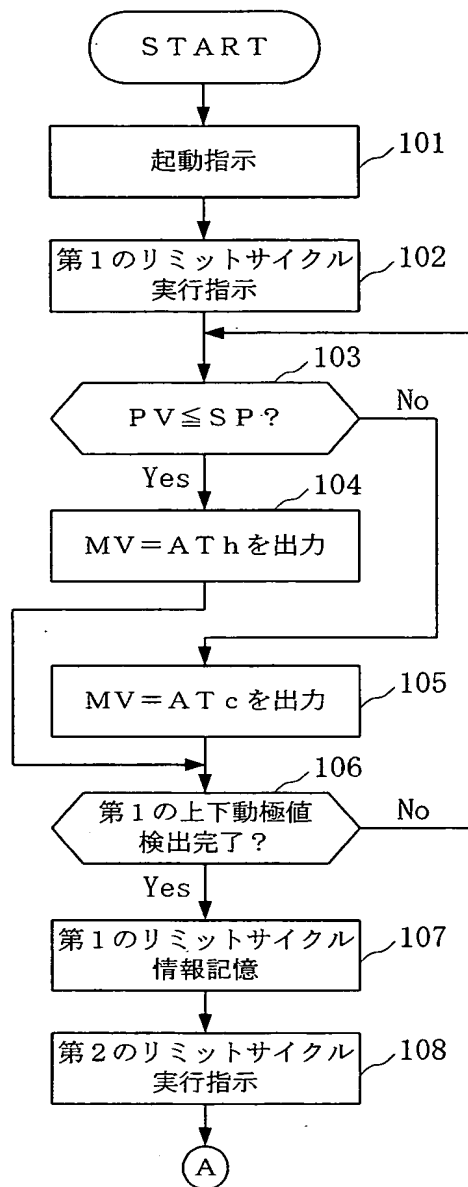 START
起動指示
101
第1のリミットサイクル
実行指示
102
103
PV≦SP?
No
Yes
104
MV=AThを出力
MV=ATcを出力
105
106
第1の上下動極値
検出完了?
No
Yes
第1のリミットサイクル
情報記憶
107
第2のリミットサイクル
実行指示
108
A